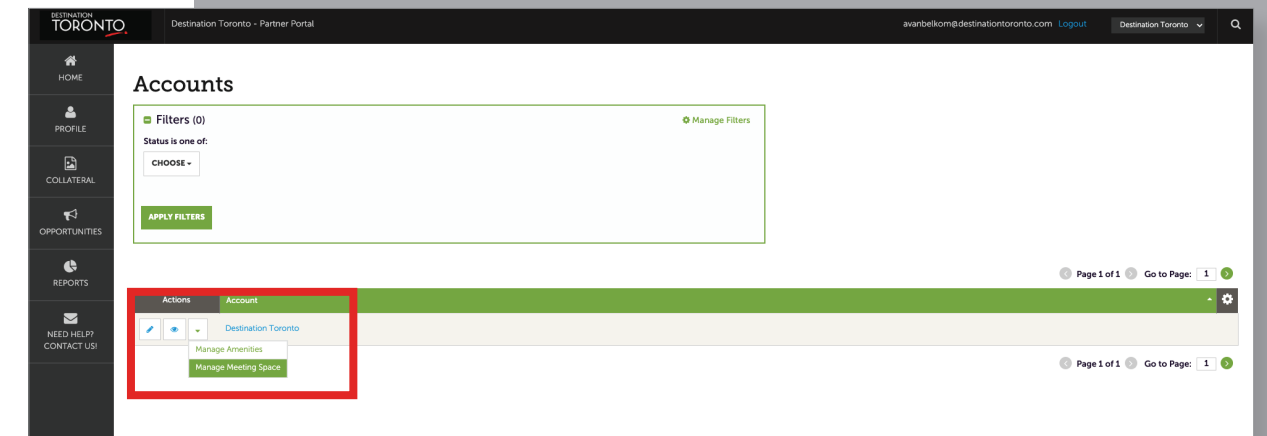 DESTINATION
TORONTO
Destination Toronto - Partner Portal
avanbelkom@destinationtoronto.com Logout
Destination Toronto
HOME
PROFILE
COLLATERAL
OPPORTUNITIES
REPORTS
NEED HELP?
CONTACT US!
Accounts
Filters (0)
Manage Filters
Status is one of:
CHOOSE
APPLY FILTERS
Page 1 of 1 Go to Page: 1
Actions Account
Destination Toronto
Manage Amenities
Manage Meeting Space
Page 1 of 1 Go to Page: 1